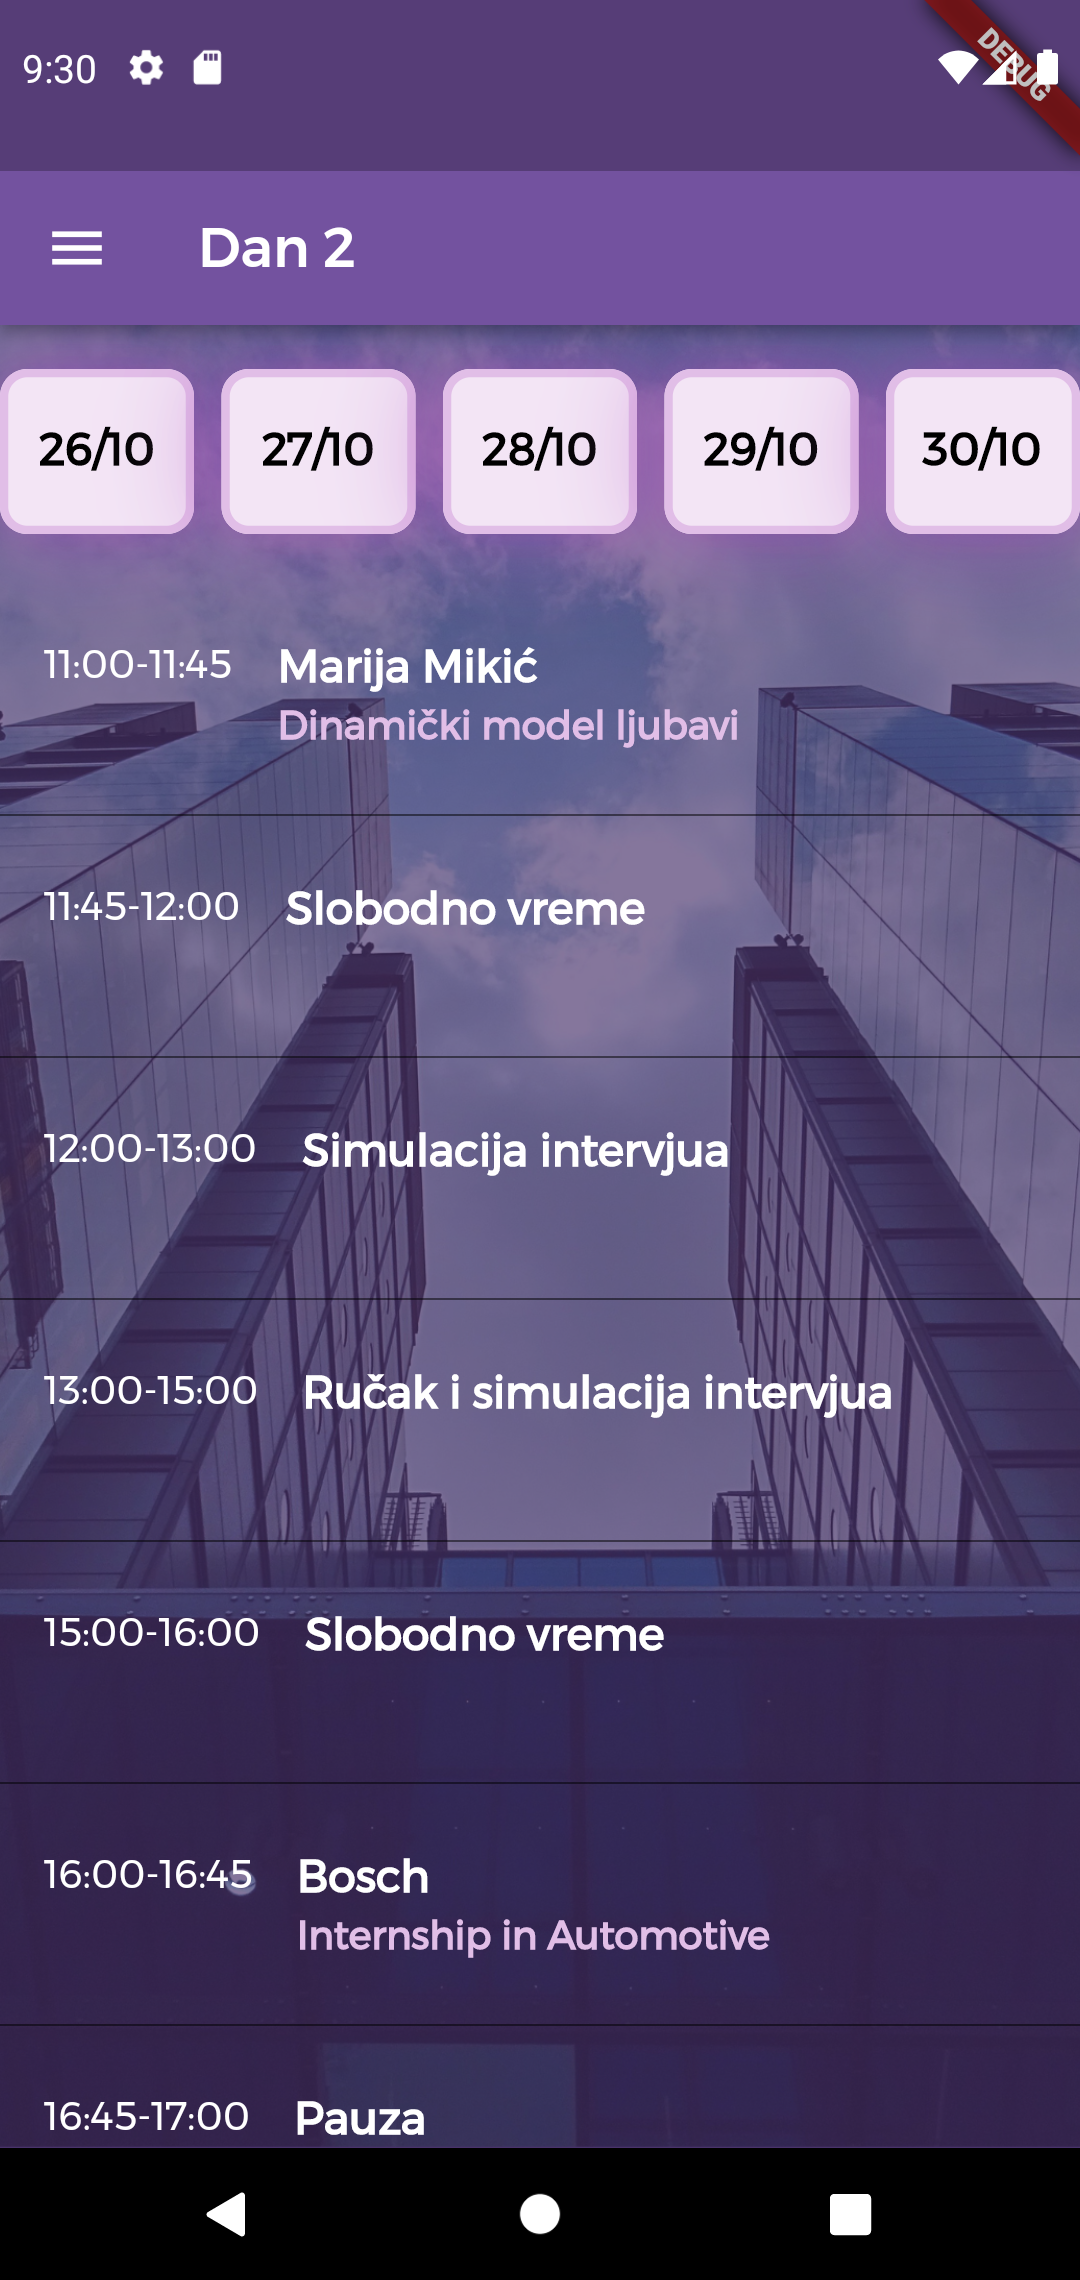 9:30
DEBUG
Dan 2
26/10 27/10 28/10 29/10 30/10
11:00-11:45 Marija Mikić
Dinamički model ljubavi
11:45-12:00 Slobodno vreme
12:00-13:00 Simulacija intervjua
13:00-15:00 Ručak i simulacija intervjua
15:00-16:00 Slobodno vreme
16:00-16:45 Bosch
Internship in Automotive
16:45-17:00 Pauza